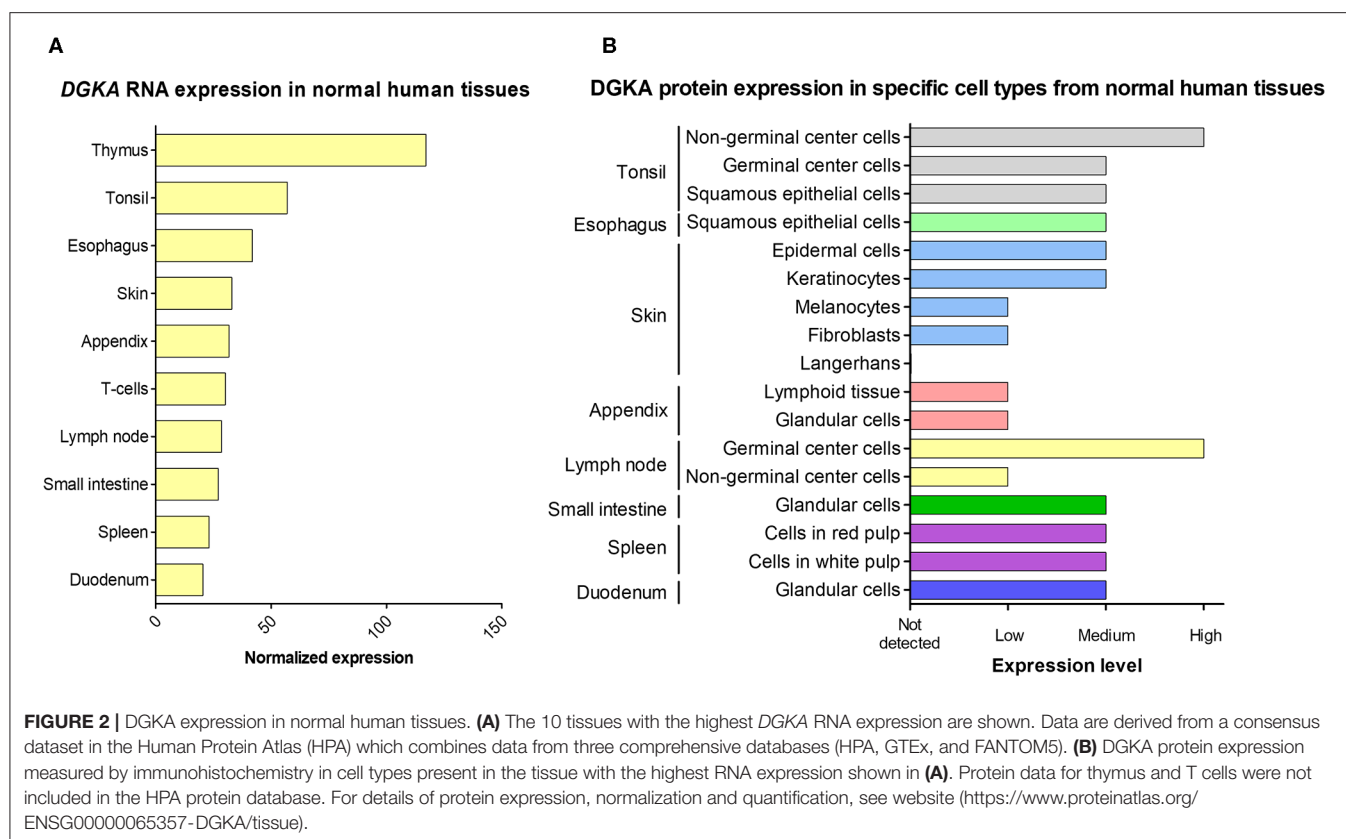 A
DGKA RNA expression in normal human tissues
Thymus
Tonsil
Esophagus
Skin
Appendix
T-cells
Lymph node
Small intestine
Spleen
Duodenum
0
50
100
150
Normalized expression
B
DGKA protein expression in specific cell types from normal human tissues
Tonsil
Non-germinal center cells
Germinal center cells
Squamous epithelial cells
Esophagus
Squamous epithelial cells
Skin
Epidermal cells
Keratinocytes
Melanocytes
Fibroblasts
Langerhans
Appendix
Lymphoid tissue
Glandular cells
Lymph node
Germinal center cells
Non-germinal center cells
Small intestine
Glandular cells
Spleen
Cells in red pulp
Cells in white pulp
Duodenum
Glandular cells
Not
detected
Low
Medium
High
Expression level
FIGURE 2 | DGKA expression in normal human tissues. (A) The 10 tissues with the highest DGKA RNA expression are shown. Data are derived from a consensus
dataset in the Human Protein Atlas (HPA) which combines data from three comprehensive databases (HPA, GTEx, and FANTOM5). (B) DGKA protein expression
measured by immunohistochemistry in cell types present in the tissue with the highest RNA expression shown in (A). Protein data for thymus and T cells were not
included in the HPA protein database. For details of protein expression, normalization and quantification, see website (https://www.proteinatlas.org/
ENSG00000065357-DGKA/tissue).